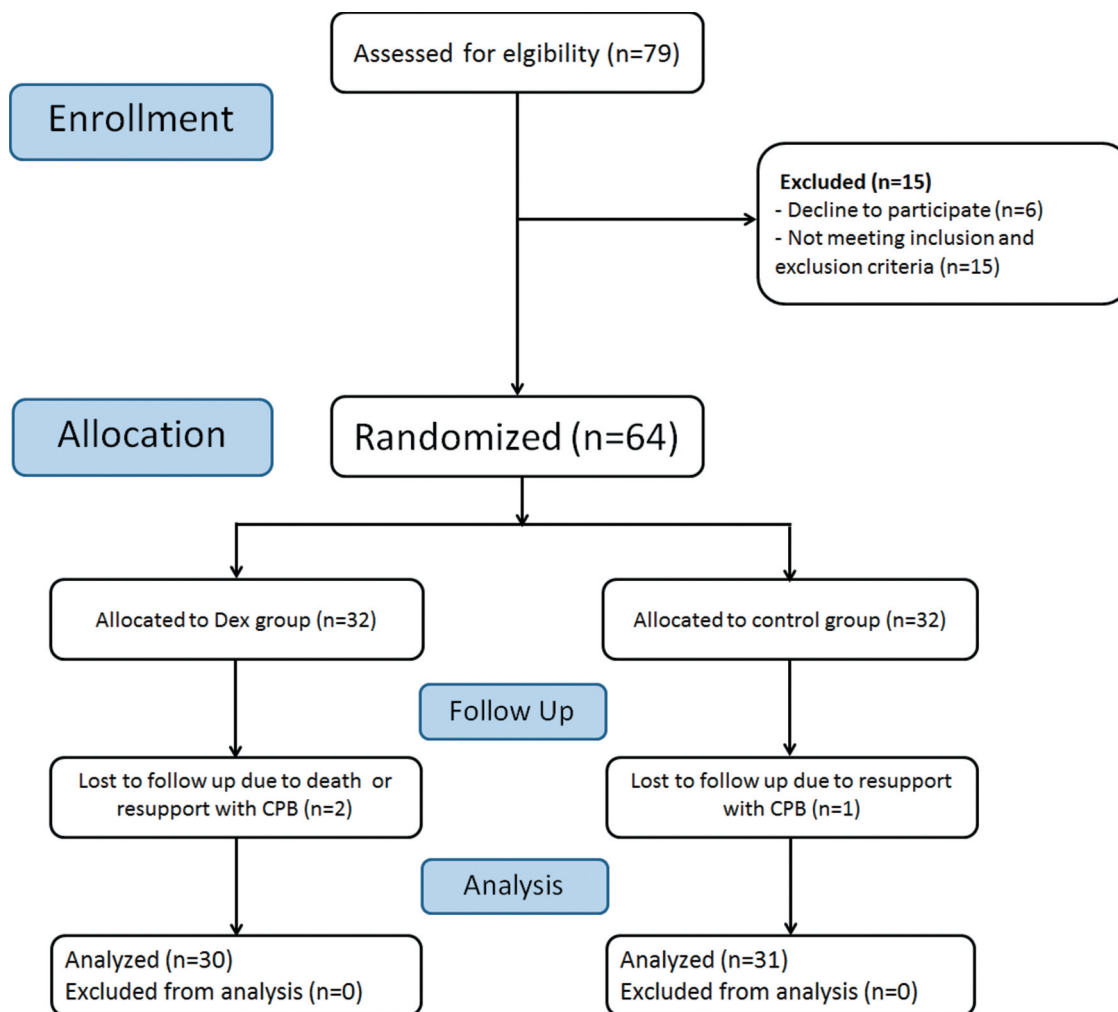 Assessed for elgibility (n=79)
Enrollment
Excluded (n=15)
- Decline to participate (n=6)
- Not meeting inclusion and
exclusion criteria (n=15)
Allocation
Randomized (n=64)
Allocated to Dex group (n=32)
Allocated to control group (n=32)
Follow Up
Lost to follow up due to death or
resupport with CPB (n=2)
Lost to follow up due to resupport
with CPB (n=1)
Analysis
Analyzed (n=30)
Excluded from analysis (n=0)
Analyzed (n=31)
Excluded from analysis (n=0)